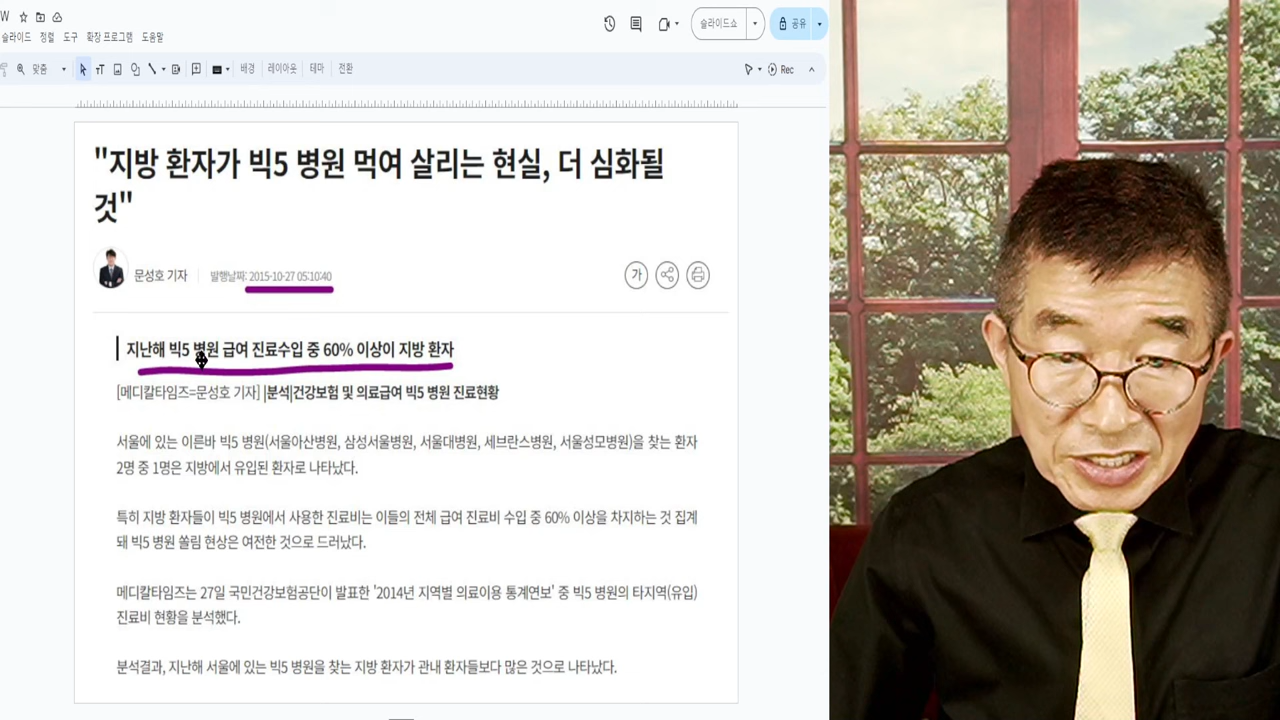 W
슬라이드 정렬 도구 확장 프로그램 도움말
슬라이드쇼
공유
맞춤
배경 레이아웃 테마 전환
Rec
"지방 환자가 빅5 병원 먹여 살리는 현실, 더 심화될
것"
문성호 기자
발행날짜: 2015-10-27 05:10:40
가
지난해 빅5 병원 급여 진료수입 중 60% 이상이 지방 환자
[메디칼타임즈=문성호 기자] |분석|건강보험 및 의료급여 빅5 병원 진료현황
서울에 있는 이른바 빅5 병원(서울아산병원, 삼성서울병원, 서울대병원, 세브란스병원, 서울성모병원)을 찾는 환자
2명 중 1명은 지방에서 유입된 환자로 나타났다.
특히 지방 환자들이 빅5 병원에서 사용한 진료비는 이들의 전체 급여 진료비 수입 중 60% 이상을 차지하는 것 집계
돼 빅5 병원 쏠림 현상은 여전한 것으로 드러났다.
메디칼타임즈는 27일 국민건강보험공단이 발표한 '2014년 지역별 의료이용 통계연보' 중 빅5 병원의 타지역(유입)
진료비 현황을 분석했다.
분석결과, 지난해 서울에 있는 빅5 병원을 찾는 지방 환자가 관내 환자들보다 많은 것으로 나타났다.